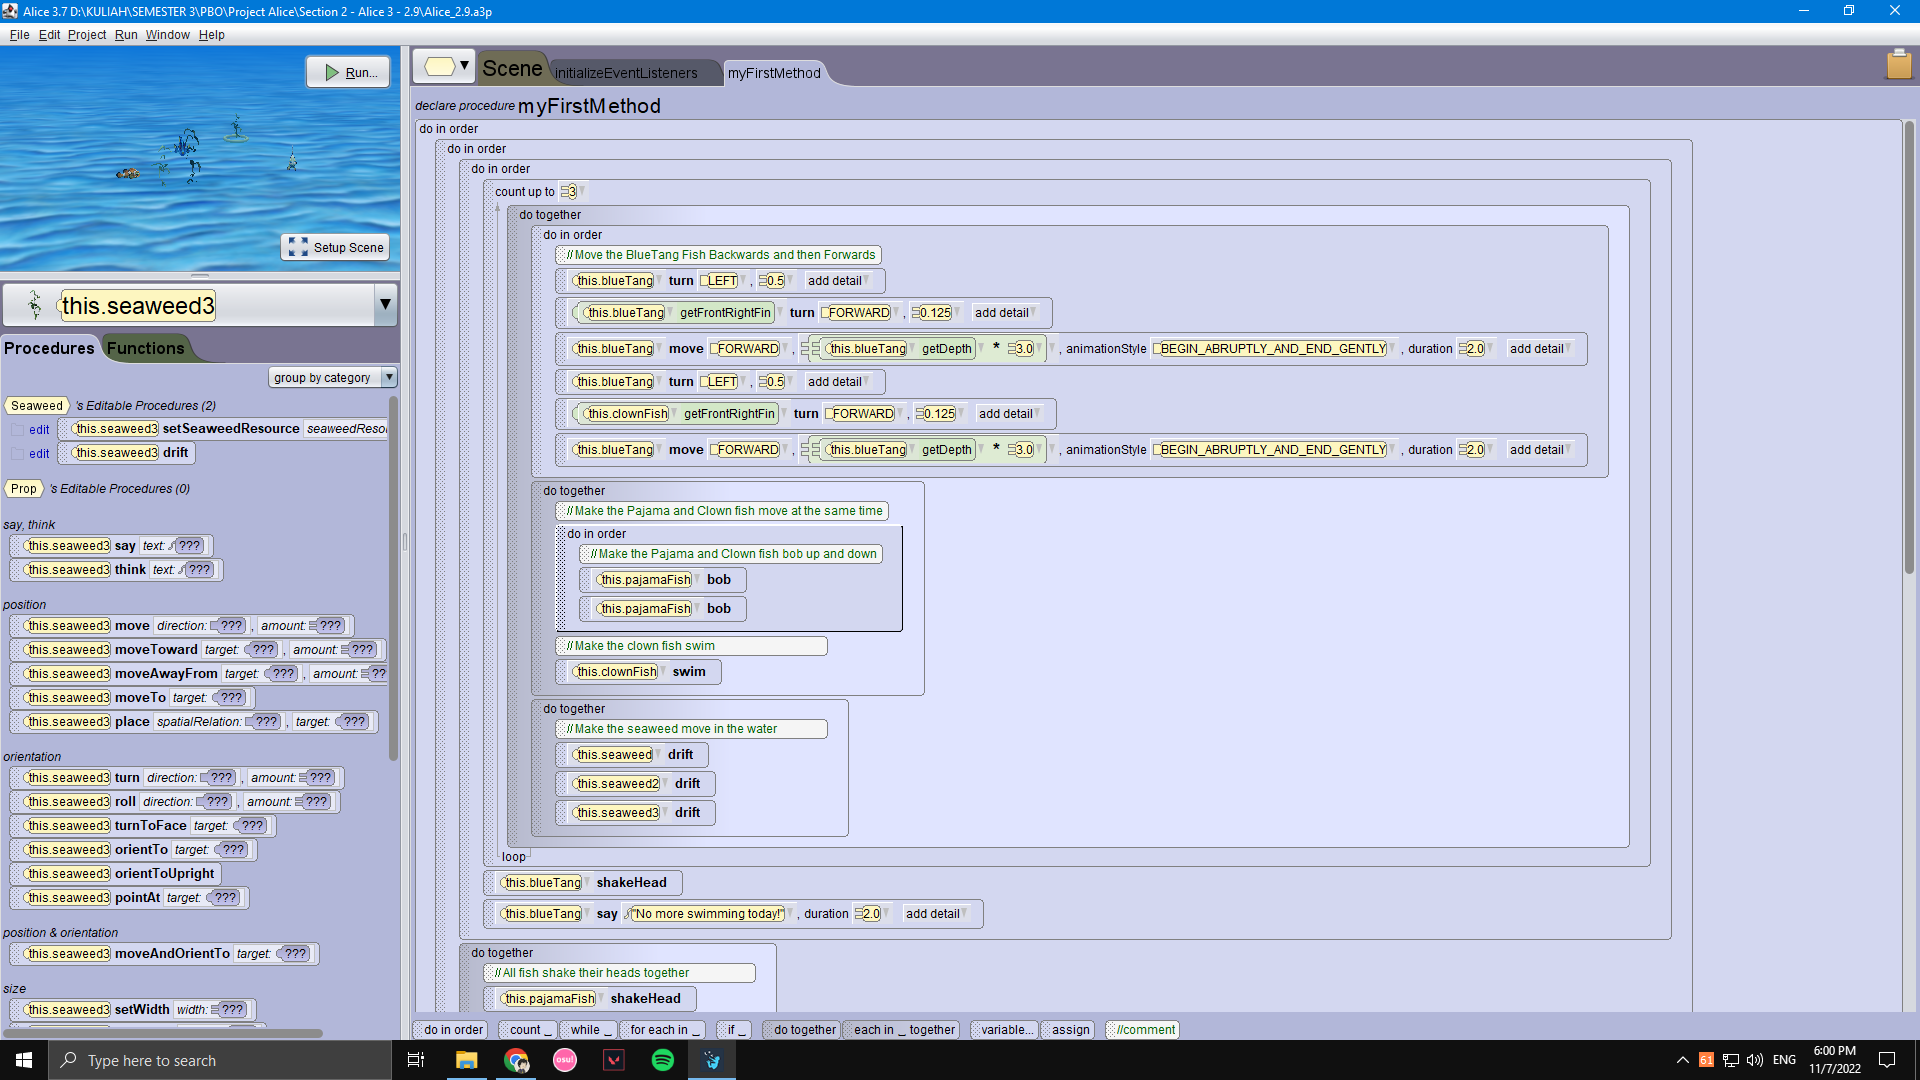 Alice 3.7 D:\KULIAH\SEMESTER 3\PBO\Project Alice\Section 2 - Alice 3 - 2.9\Alice_2.9.a3p
File Edit Project Run Window Help
Run...
Setup Scene
this.seaweed3
Procedures Functions
group by category
Seaweed 's Editable Procedures (2)
edit this.seaweed3 setSeaweedResource
edit this.seaweed3 drift
Prop 's Editable Procedures (0)
say, think
this.seaweed3 say text: ???
this.seaweed3 think text: ???
position
this.seaweed3 move direction: ??? , amount: ???
this.seaweed3 moveToward target: ??? , amount: ???
this.seaweed3 moveAwayFrom target: ??? , amount: ??
this.seaweed3 moveTo target: ???
this.seaweed3 place spatialRelation: ??? , target: ???
orientation
this.seaweed3 turn direction: ??? , amount: ???
this.seaweed3 roll direction: ??? , amount: ???
this.seaweed3 turnToFace target: ???
this.seaweed3 orientTo target: ???
this.seaweed3 orientToUpright
this.seaweed3 pointAt target: ???
position & orientation
this.seaweed3 moveAndOrientTo target: ???
size
this.seaweed3 setWidth width: ???
Scene initializeEventListeners myFirstMethod
declare procedure myFirstMethod
do in order
do in order
do in order
count up to 3
do together
do in order
//Move the BlueTang Fish Backwards and then Forwards
this.blueTang turn LEFT , 0.5 add detail
this.blueTang getFrontRightFin turn FORWARD , 0.125 add detail
this.blueTang move FORWARD , this.blueTang getDepth * 3.0 , animationStyle BEGIN_ABRUPTLY_AND_END_GENTLY , duration 2.0 add detail
this.blueTang turn LEFT , 0.5 add detail
this.clownFish getFrontRightFin turn FORWARD , 0.125 add detail
this.blueTang move FORWARD , this.blueTang getDepth * 3.0 , animationStyle BEGIN_ABRUPTLY_AND_END_GENTLY , duration 2.0 add detail
do together
//Make the Pajama and Clown fish move at the same time
do in order
//Make the Pajama and Clown fish bob up and down
this.pajamaFish bob
this.pajamaFish bob
//Make the clown fish swim
this.clownFish swim
do together
//Make the seaweed move in the water
this.seaweed drift
this.seaweed2 drift
this.seaweed3 drift
loop
this.blueTang shakeHead
this.blueTang say "No more swimming today!" , duration 2.0 add detail
do together
//All fish shake their heads together
this.pajamaFish shakeHead
do in order count _ while _ for each in _ if _ do together each in _ together variable... assign //comment
Type here to search
osu!
61
ENG
6:00 PM
11/7/2022